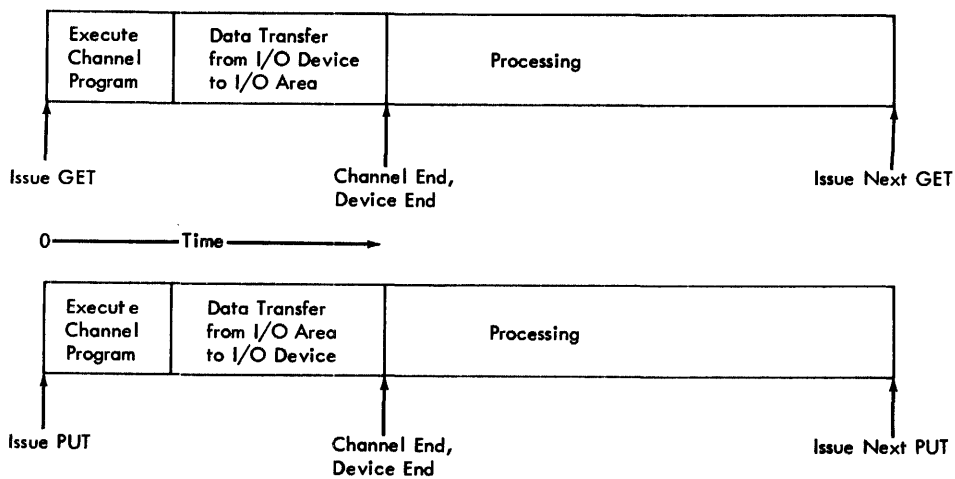 Execute
Channel
Program
Data Transfer
from I/O Device
to I/O Area
Processing
Issue GET
Channel End,
Device End
Issue Next GET
0 Time
Execute
Channel
Program
Data Transfer
from I/O Area
to I/O Device
Processing
Issue PUT
Channel End,
Device End
Issue Next PUT